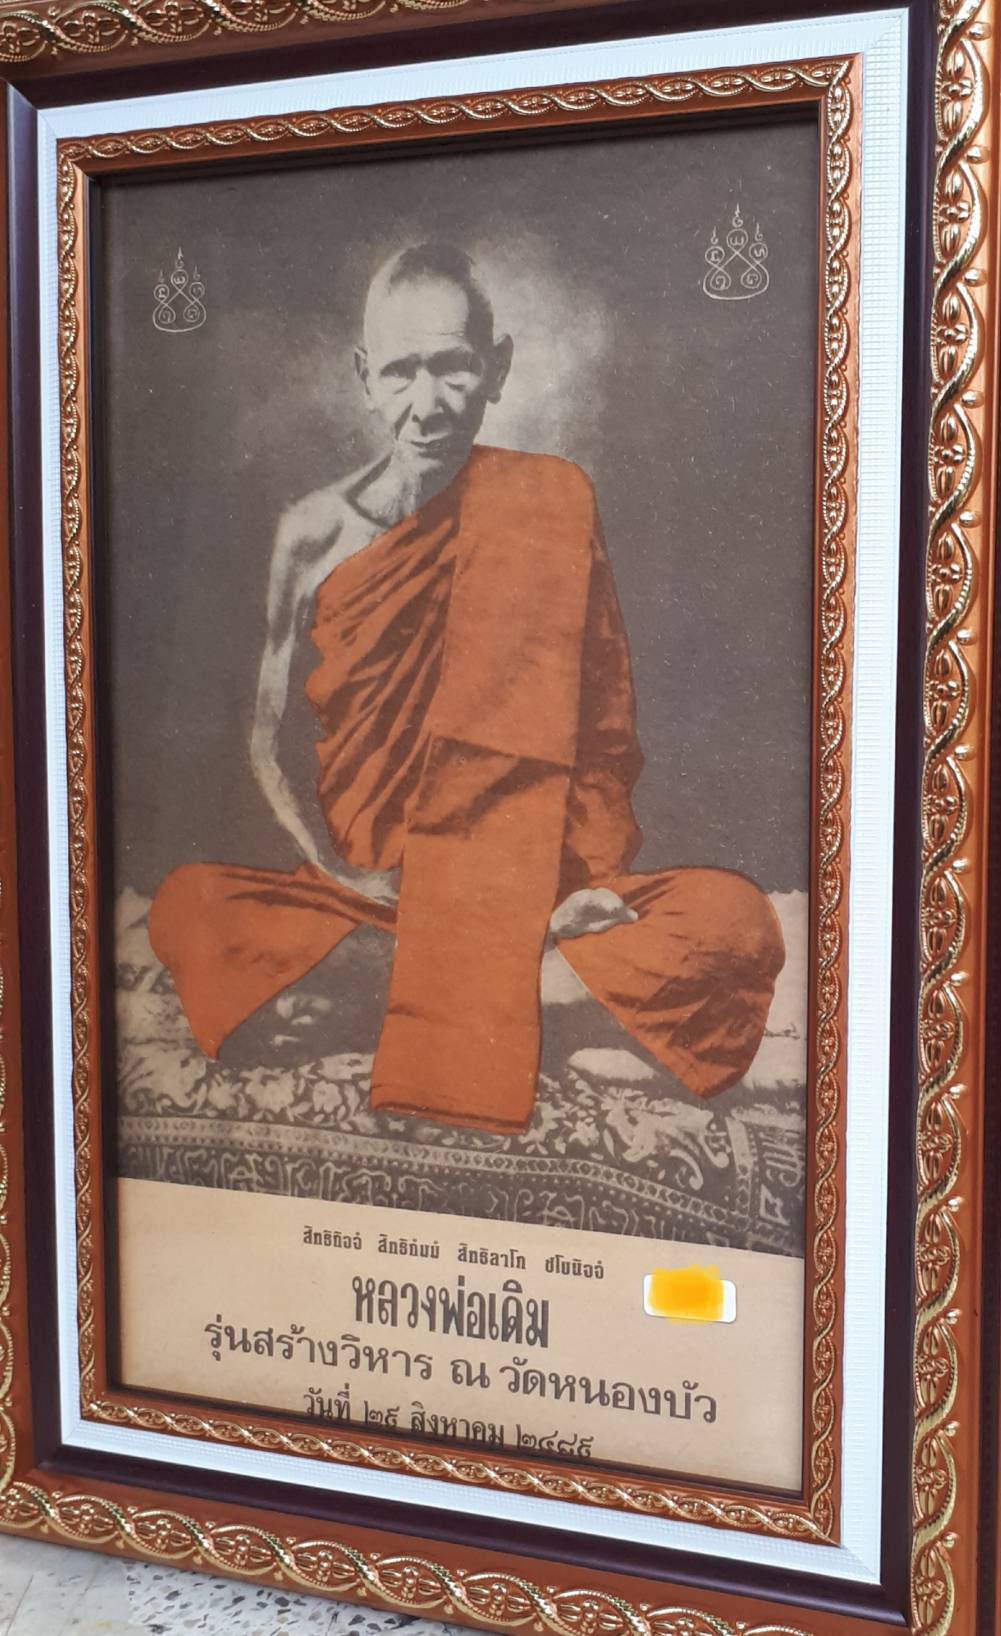 สิทธิกิจจํ สิทธิกมฺมํ สิทธิลาโภ ชโยนิจจํ
หลวงพ่อเดิม
รุ่นสร้างวิหาร ณ วัดหนองบัว
วันที่ ๒๕ สิงหาคม ๒๔๘๕